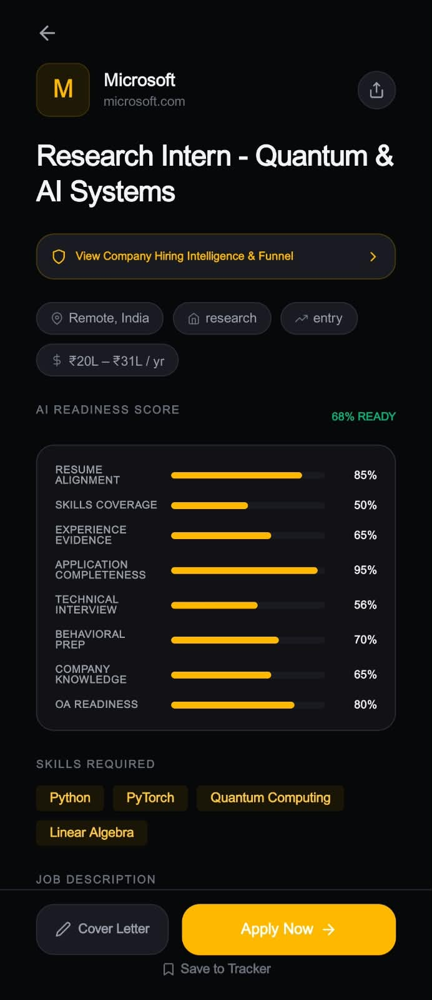 M
Microsoft
microsoft.com
Research Intern - Quantum &
AI Systems
View Company Hiring Intelligence & Funnel
Remote, India
research
entry
₹20L – ₹31L / yr
AI READINESS SCORE
68% READY
RESUME
ALIGNMENT
85%
SKILLS COVERAGE
50%
EXPERIENCE
EVIDENCE
65%
APPLICATION
COMPLETENESS
95%
TECHNICAL
INTERVIEW
56%
BEHAVIORAL
PREP
70%
COMPANY
KNOWLEDGE
65%
OA READINESS
80%
SKILLS REQUIRED
Python
PyTorch
Quantum Computing
Linear Algebra
JOB DESCRIPTION
Cover Letter
Apply Now
Save to Tracker